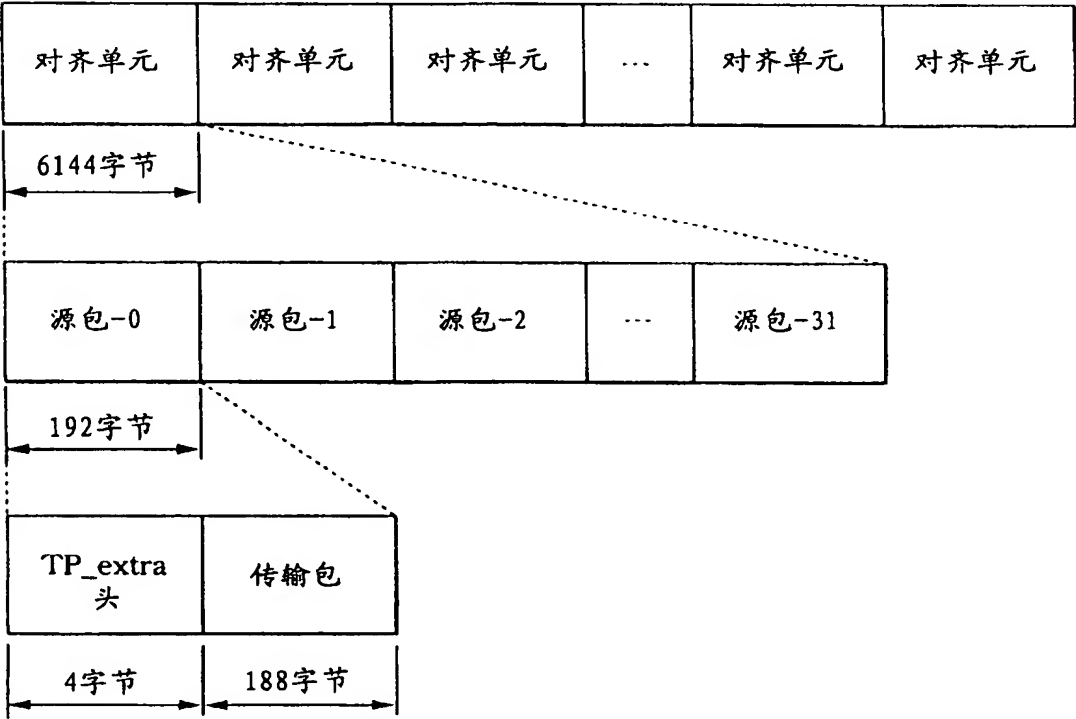 对齐单元 对齐单元 对齐单元 ... 对齐单元 对齐单元
6144字节
源包-0 源包-1 源包-2 ... 源包-31
192字节
TP_extra
头
传输包
4字节 188字节